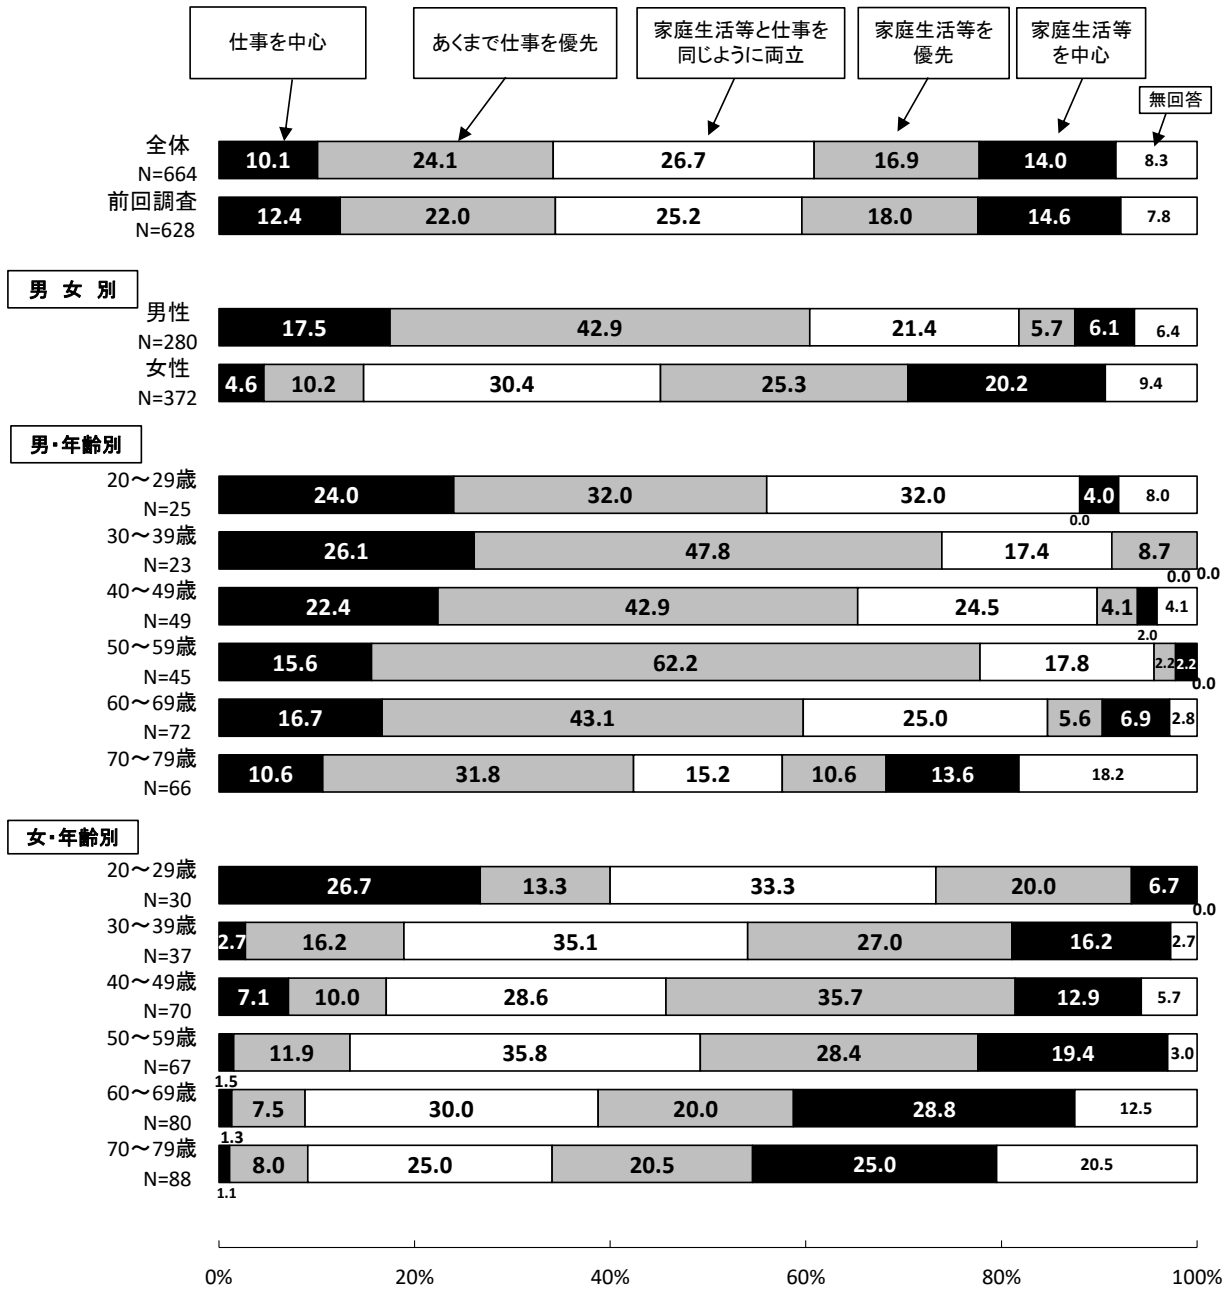 仕事を中心
あくまで仕事を優先
家庭生活等と仕事を
同じように両立
家庭生活等を
優先
家庭生活等
を中心
無回答
全体
N=664
10.1 24.1 26.7 16.9 14.0 8.3
前回調査
N=628
12.4 22.0 25.2 18.0 14.6 7.8
男 女 別
男性
N=280
17.5 42.9 21.4 5.7 6.1 6.4
女性
N=372
4.6 10.2 30.4 25.3 20.2 9.4
男・年齢別
20～29歳
N=25
24.0 32.0 32.0 4.0 8.0
0.0
30～39歳
N=23
26.1 47.8 17.4 8.7
0.0 0.0
40～49歳
N=49
22.4 42.9 24.5 4.1 4.1
2.0
50～59歳
N=45
15.6 62.2 17.8 2.2 2.2
0.0
60～69歳
N=72
16.7 43.1 25.0 5.6 6.9 2.8
70～79歳
N=66
10.6 31.8 15.2 10.6 13.6 18.2
女・年齢別
20～29歳
N=30
26.7 13.3 33.3 20.0 6.7
0.0
30～39歳
N=37
2.7 16.2 35.1 27.0 16.2 2.7
40～49歳
N=70
7.1 10.0 28.6 35.7 12.9 5.7
50～59歳
N=67
11.9 35.8 28.4 19.4 3.0
1.5
60～69歳
N=80
7.5 30.0 20.0 28.8 12.5
1.3
70～79歳
N=88
8.0 25.0 20.5 25.0 20.5
1.1
0% 20% 40% 60% 80% 100%